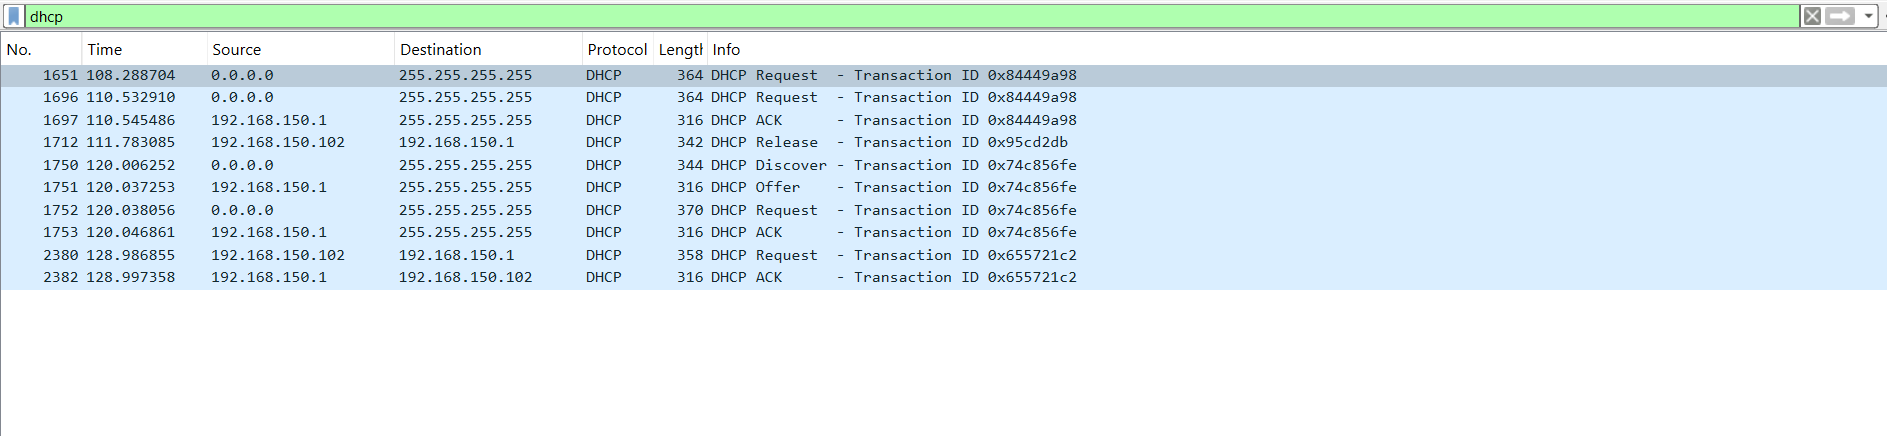 dhcp
No. Time Source Destination Protocol Length Info
1651 108.288704 0.0.0.0 255.255.255.255 DHCP 364 DHCP Request - Transaction ID 0x84449a98
1696 110.532910 0.0.0.0 255.255.255.255 DHCP 364 DHCP Request - Transaction ID 0x84449a98
1697 110.545486 192.168.150.1 255.255.255.255 DHCP 316 DHCP ACK - Transaction ID 0x84449a98
1712 111.783085 192.168.150.102 192.168.150.1 DHCP 342 DHCP Release - Transaction ID 0x95cd2db
1750 120.006252 0.0.0.0 255.255.255.255 DHCP 344 DHCP Discover - Transaction ID 0x74c856fe
1751 120.037253 192.168.150.1 255.255.255.255 DHCP 316 DHCP Offer - Transaction ID 0x74c856fe
1752 120.038056 0.0.0.0 255.255.255.255 DHCP 370 DHCP Request - Transaction ID 0x74c856fe
1753 120.046861 192.168.150.1 255.255.255.255 DHCP 316 DHCP ACK - Transaction ID 0x74c856fe
2380 128.986855 192.168.150.102 192.168.150.1 DHCP 358 DHCP Request - Transaction ID 0x655721c2
2382 128.997358 192.168.150.1 192.168.150.102 DHCP 316 DHCP ACK - Transaction ID 0x655721c2